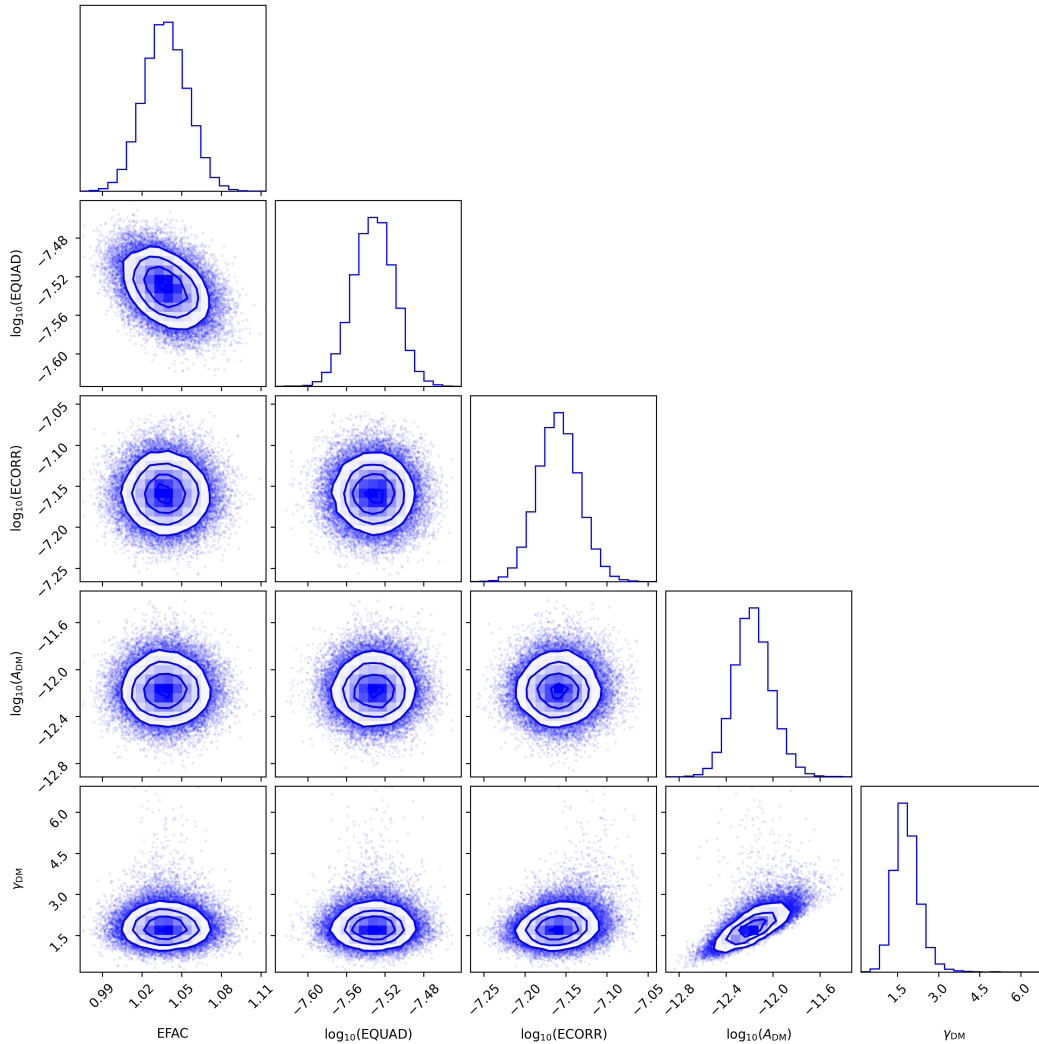 log₁₀(EQUAD)
−7.48
−7.52
−7.56
−7.60
log₁₀(ECORR)
−7.05
−7.10
−7.15
−7.20
−7.25
log₁₀(A_DM)
−11.6
−12.0
−12.4
−12.8
γ_DM
6.0
4.5
3.0
1.5
0.99 1.02 1.05 1.08 1.11
−7.60 −7.56 −7.52 −7.48
−7.25 −7.20 −7.15 −7.10 −7.05
−12.8 −12.4 −12.0 −11.6
1.5 3.0 4.5 6.0
EFAC log₁₀(EQUAD) log₁₀(ECORR) log₁₀(A_DM) γ_DM